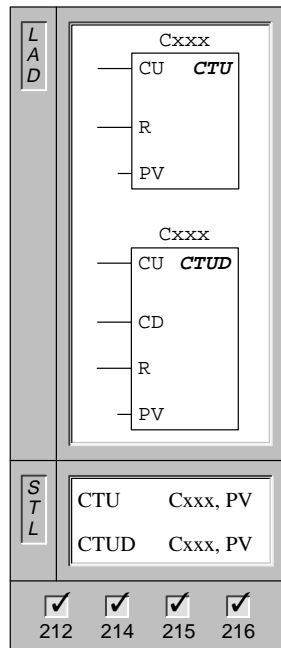 L
A
D
Cxxx
CU CTU
R
PV
Cxxx
CU CTUD
CD
R
PV
S
T
L
CTU Cxxx, PV
CTUD Cxxx, PV
212 214 215 216